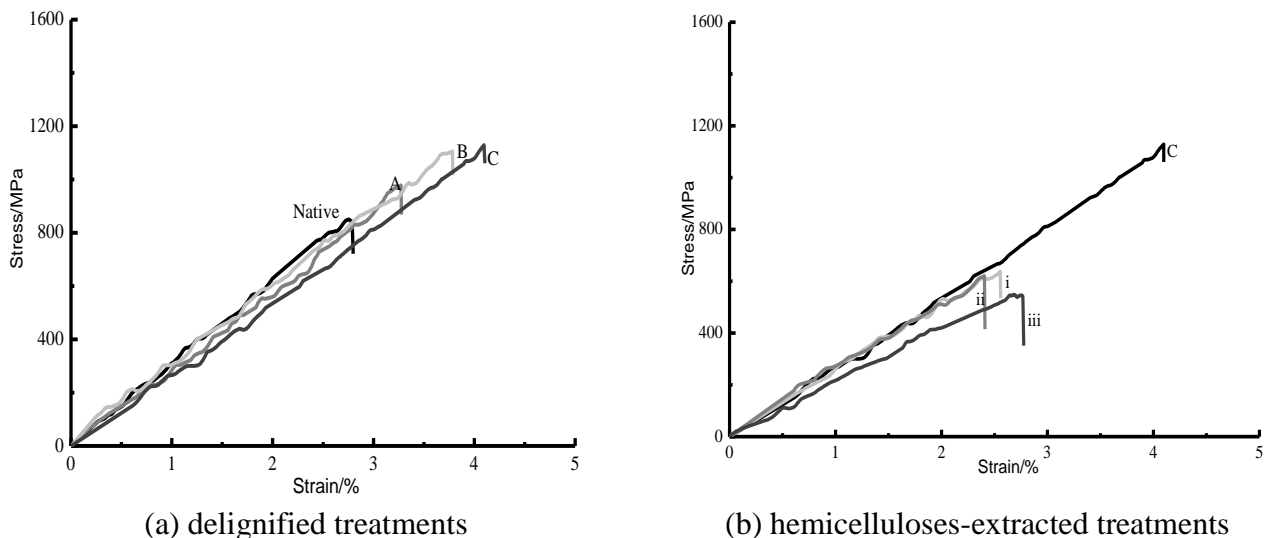 1600
1200
800
400
0
Stress/MPa
Native
A
B
C
0 1 2 3 4 5
Strain/%
(a) delignified treatments
1600
1200
800
400
0
Stress/MPa
C
i
ii
iii
0 1 2 3 4 5
Strain/%
(b) hemicelluloses-extracted treatments